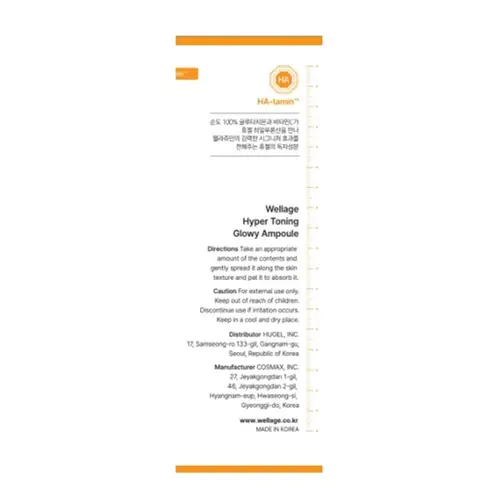 HA
HA-tamin™
순도 100% 글루타치온과 비타민C가
휴젤 히알루론산을 만나
웰라쥬만의 강력한 시그니처 효과를
전해주는 휴젤의 독자성분
Wellage
Hyper Toning
Glowy Ampoule
Directions Take an appropriate
amount of the contents and
gently spread it along the skin
texture and pat it to absorb it.
Caution For external use only.
Keep out of reach of children.
Discontinue use if irritation occurs.
Keep in a cool and dry place.
Distributor HUGEL, INC.
17, Samseong-ro 133-gil, Gangnam-gu,
Seoul, Republic of Korea
Manufacturer COSMAX, INC.
27, Jeyakgongdan 1-gil,
46, Jeyakgongdan 2-gil,
Hyangnam-eup, Hwaseong-si,
Gyeonggi-do, Korea
www.wellage.co.kr
MADE IN KOREA